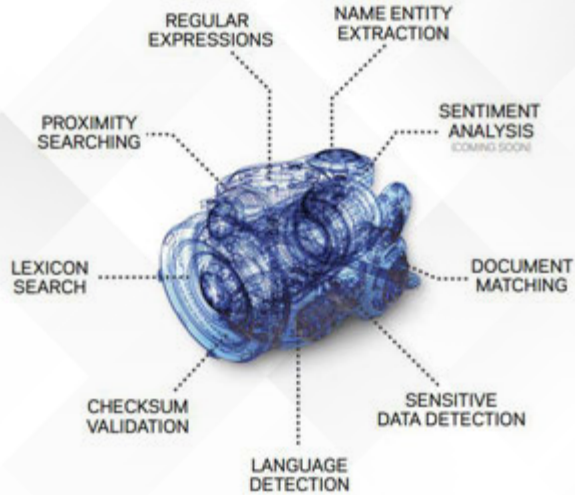 REGULAR
EXPRESSIONS
NAME ENTITY
EXTRACTION
PROXIMITY
SEARCHING
SENTIMENT
ANALYSIS
(COMING SOON)
LEXICON
SEARCH
DOCUMENT
MATCHING
CHECKSUM
VALIDATION
SENSITIVE
DATA DETECTION
LANGUAGE
DETECTION